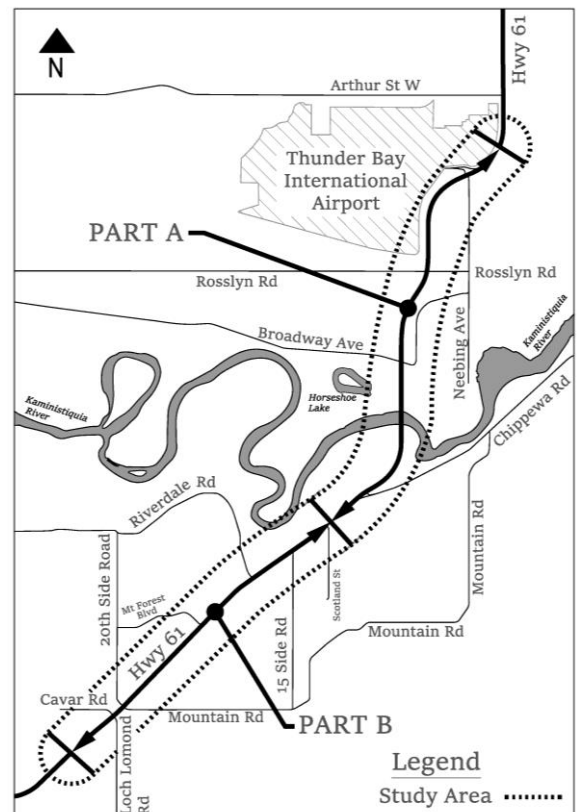 N
Arthur St W
Hwy 61
Thunder Bay
International
Airport
PART A
Rosslyn Rd
Rosslyn Rd
Broadway Ave
Neebing Ave
Kaministiquia
River
Horseshoe
Lake
Kaministiquia
River
Chippewa Rd
Riverdale Rd
20th Side Road
Mt Forest
Blvd
Hwy 61
Scotland St
15 Side Rd
Mountain Rd
Mountain Rd
Cavar Rd
Mountain Rd
PART B
Loch Lomond
Rd
Legend
Study Area